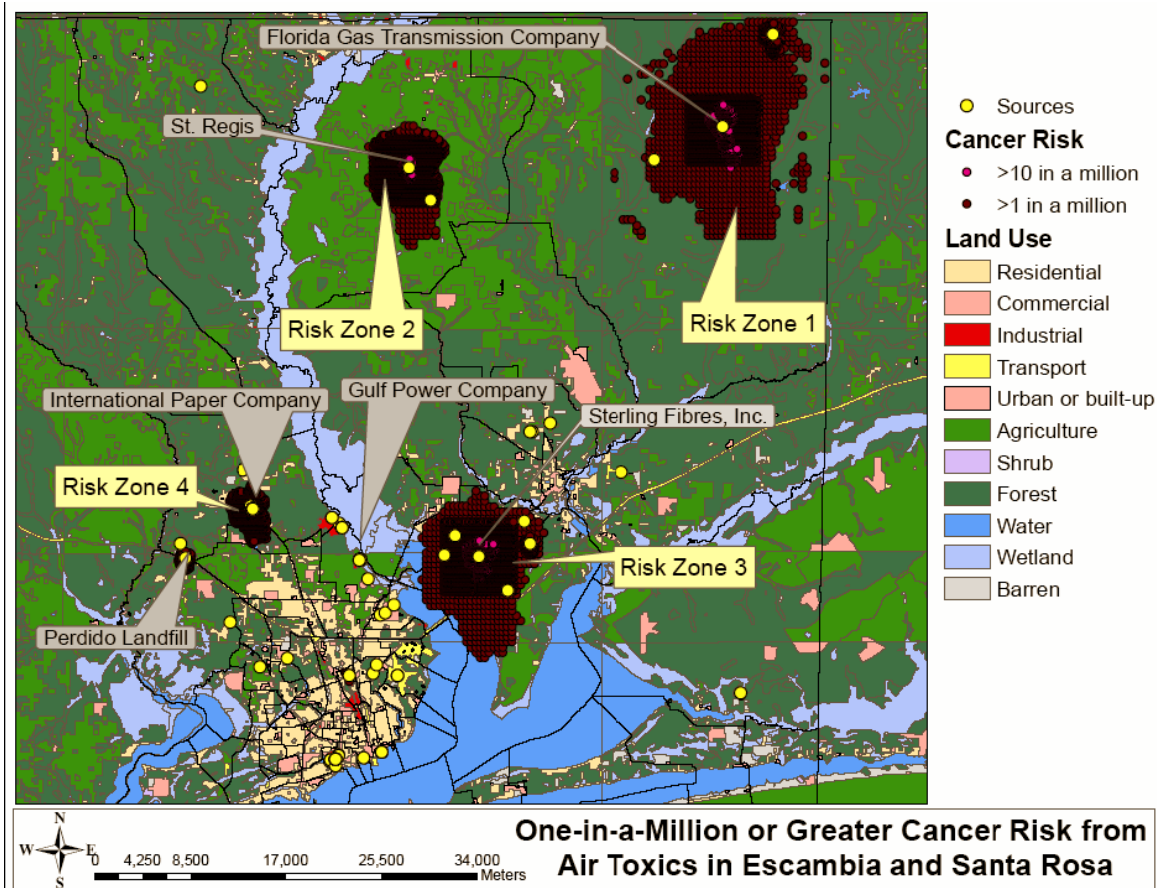 Florida Gas Transmission Company
St. Regis
Risk Zone 2
Risk Zone 1
International Paper Company
Gulf Power Company
Sterling Fibres, Inc.
Risk Zone 4
Risk Zone 3
Perdido Landfill
Sources
Cancer Risk
>10 in a million
>1 in a million
Land Use
Residential
Commercial
Industrial
Transport
Urban or built-up
Agriculture
Shrub
Forest
Water
Wetland
Barren
N
W E
S
0 4,250 8,500 17,000 25,500 34,000
Meters
One-in-a-Million or Greater Cancer Risk from
Air Toxics in Escambia and Santa Rosa